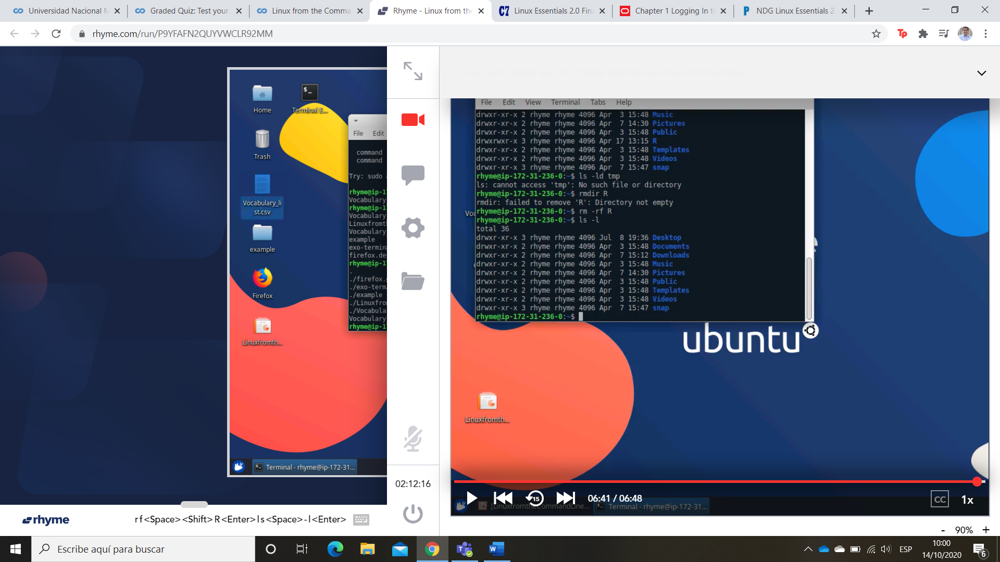 Universidad Nacional M
Graded Quiz: Test your
Linux from the Comma
Rhyme - Linux from the
Linux Essentials 2.0 Fin
Chapter 1 Logging In t
NDG Linux Essentials 2
rhyme.com/run/P9YFAFN2QUYVWCLR92MM
Home
Terminal E...
Trash
Vocabulary_li
st.csv
example
Firefox
Linuxfromth...
File Edit
command
command
Try: sudo
rhyme@ip-1
Vocabulary
rhyme@ip-1
Vocabulary
Linuxfromt
Vocabulary
example
exo-termin
firefox.de
rhyme@ip-1
.
./firefox.
./exo-term
./example
./Linuxfro
./Vocabula
Vocabulary
rhyme@ip-1
Terminal - rhyme@ip-172-31...
02:12:16
rhyme
rf<Space><Shift>R<Enter>ls<Space>-l<Enter>
File Edit View Terminal Tabs Help
drwxr-xr-x 2 rhyme rhyme 4096 Apr 3 15:48 Music
drwxr-xr-x 2 rhyme rhyme 4096 Apr 7 14:30 Pictures
drwxr-xr-x 2 rhyme rhyme 4096 Apr 3 15:48 Public
drwxrwxr-x 3 rhyme rhyme 4096 Apr 17 13:15 R
drwxr-xr-x 2 rhyme rhyme 4096 Apr 3 15:48 Templates
drwxr-xr-x 2 rhyme rhyme 4096 Apr 3 15:48 Videos
drwxr-xr-x 3 rhyme rhyme 4096 Apr 7 15:47 snap
rhyme@ip-172-31-236-0:~$ ls -ld tmp
ls: cannot access 'tmp': No such file or directory
rhyme@ip-172-31-236-0:~$ rmdir R
rmdir: failed to remove 'R': Directory not empty
rhyme@ip-172-31-236-0:~$ rm -rf R
rhyme@ip-172-31-236-0:~$ ls -l
total 36
drwxr-xr-x 3 rhyme rhyme 4096 Jul 8 19:36 Desktop
drwxr-xr-x 2 rhyme rhyme 4096 Apr 3 15:48 Documents
drwxr-xr-x 2 rhyme rhyme 4096 Apr 7 15:12 Downloads
drwxr-xr-x 2 rhyme rhyme 4096 Apr 3 15:48 Music
drwxr-xr-x 2 rhyme rhyme 4096 Apr 7 14:30 Pictures
drwxr-xr-x 2 rhyme rhyme 4096 Apr 3 15:48 Public
drwxr-xr-x 2 rhyme rhyme 4096 Apr 3 15:48 Templates
drwxr-xr-x 2 rhyme rhyme 4096 Apr 3 15:48 Videos
drwxr-xr-x 3 rhyme rhyme 4096 Apr 7 15:47 snap
rhyme@ip-172-31-236-0:~$
Voc
ubuntu
Linuxfromth...
15
06:41 / 06:48
CC
1x
[LinuxfromtheCommandLine...
Terminal - rhyme@ip-172-31...
- 90% +
Escribe aquí para buscar
ESP
10:00
14/10/2020
6